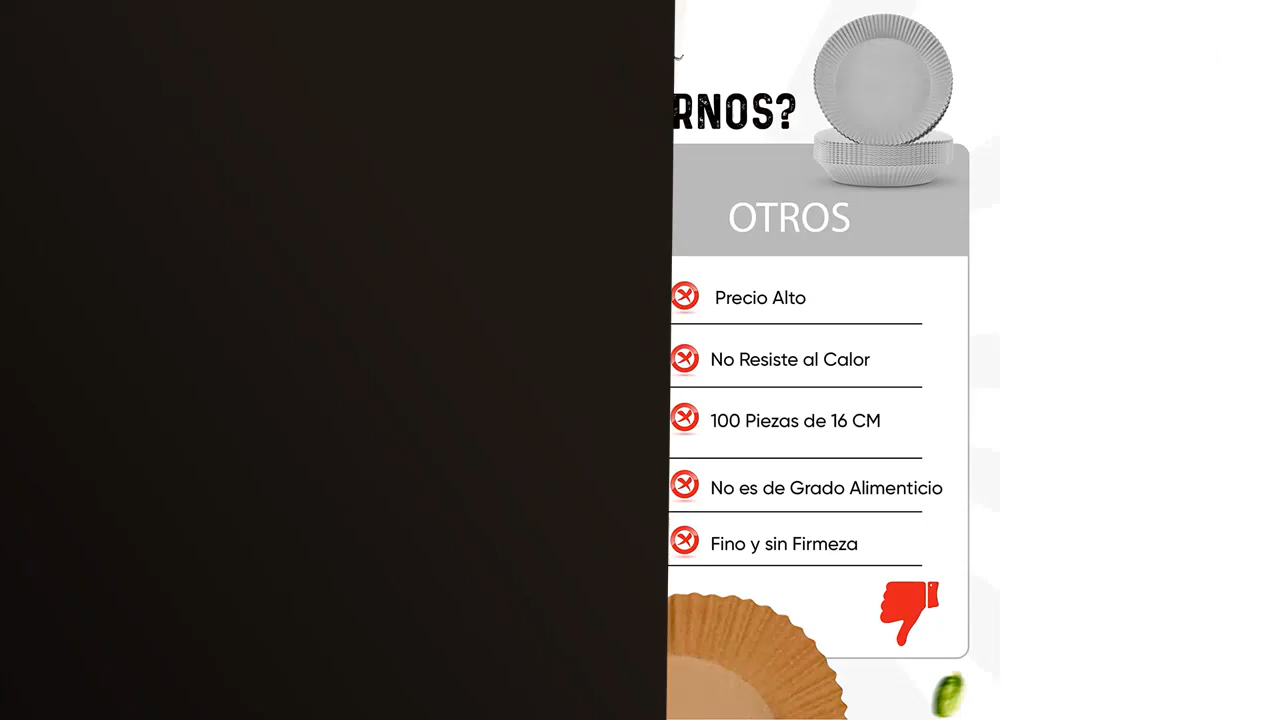 OTROS
Precio Alto
No Resiste al Calor
100 Piezas de 16 CM
No es de Grado Alimenticio
Fino y sin Firmeza